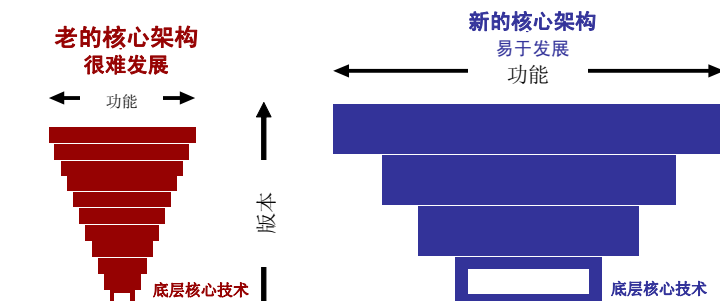 老的核心架构
很难发展
功能
底层核心技术
版本
新的核心架构
易于发展
功能
底层核心技术